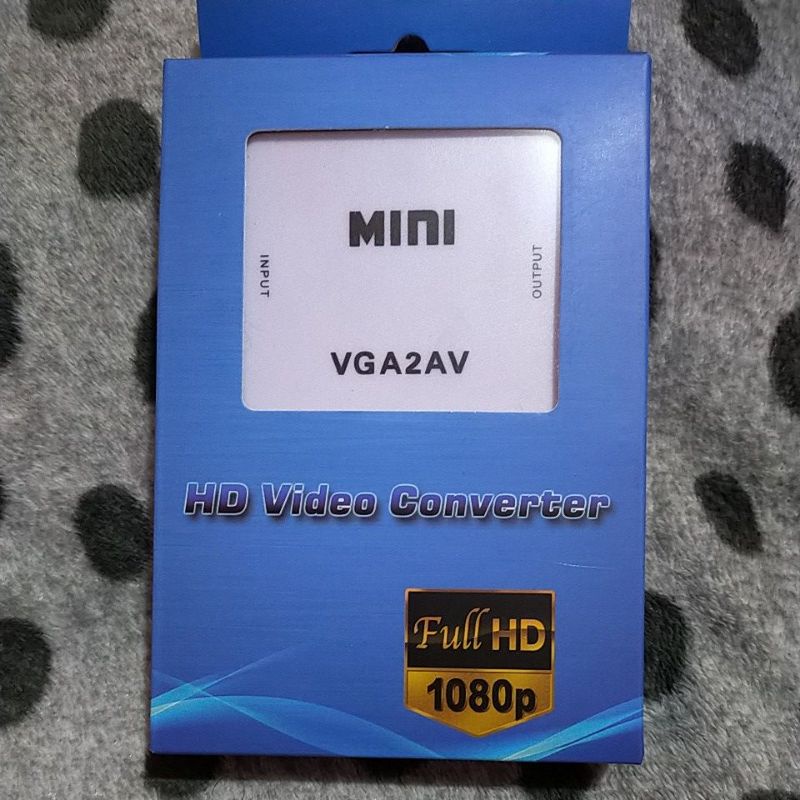 MINI
INPUT
OUTPUT
VGA2AV
HD Video Converter
Full HD
1080p